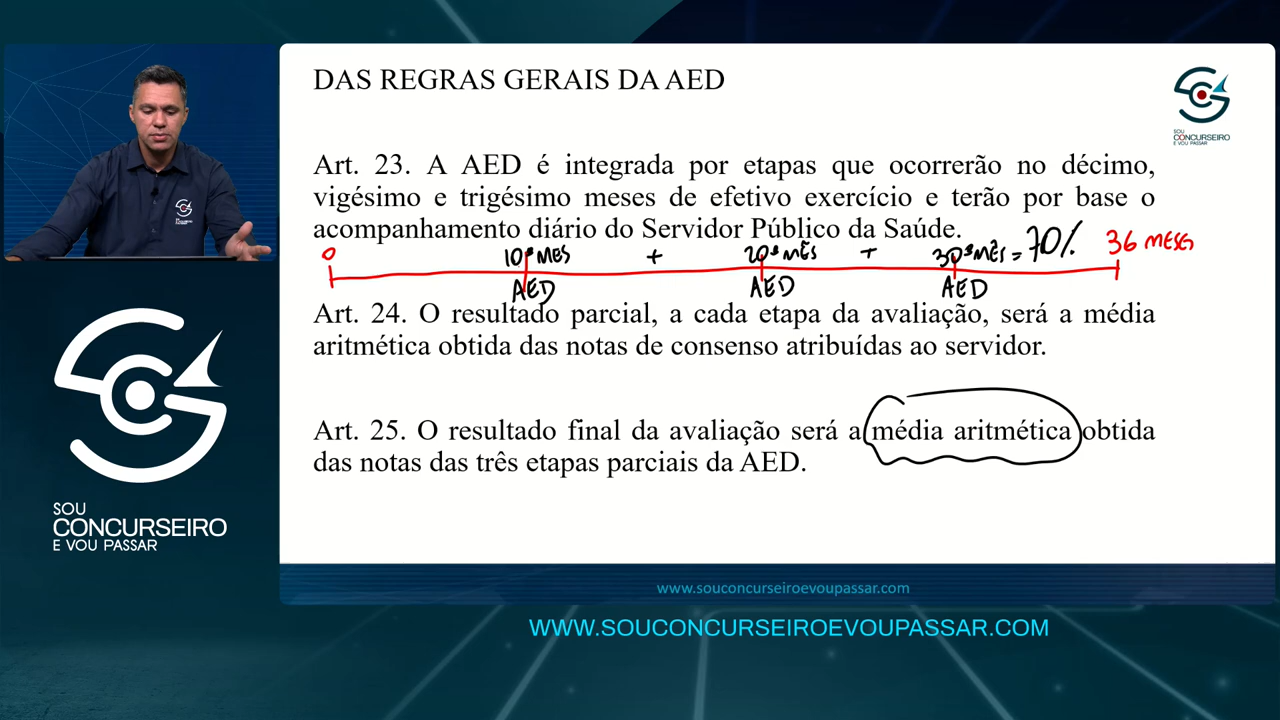 DAS REGRAS GERAIS DA AED
SOU
CONCURSEIRO
E VOU PASSAR
Art. 23. A AED é integrada por etapas que ocorrerão no décimo,
vigésimo e trigésimo meses de efetivo exercício e terão por base o
acompanhamento diário do Servidor Público da Saúde.
0 10º MES + 20º MÊS + 30º MÊS = 70% 36 MESES
AED AED AED
Art. 24. O resultado parcial, a cada etapa da avaliação, será a média
aritmética obtida das notas de consenso atribuídas ao servidor.
Art. 25. O resultado final da avaliação será a média aritmética obtida
das notas das três etapas parciais da AED.
SOU
CONCURSEIRO
E VOU PASSAR
www.souconcurseiroevoupassar.com
WWW.SOUCONCURSEIROEVOUPASSAR.COM